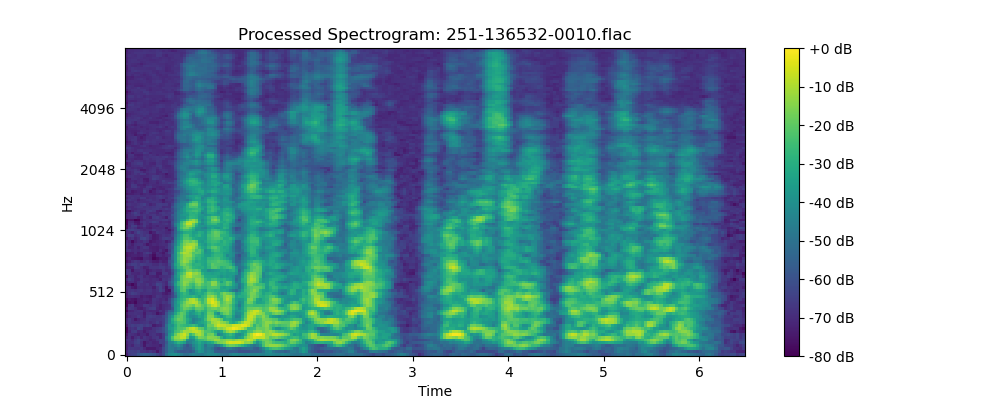 Processed Spectrogram: 251-136532-0010.flac
Hz
4096
2048
1024
512
0
0 1 2 3 4 5 6
Time
+0 dB
-10 dB
-20 dB
-30 dB
-40 dB
-50 dB
-60 dB
-70 dB
-80 dB